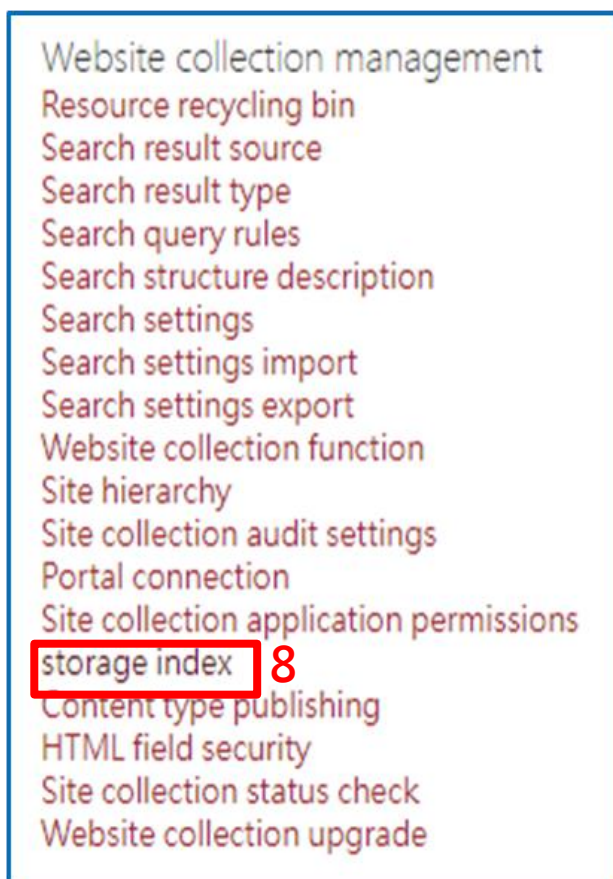 Website collection management
Resource recycling bin
Search result source
Search result type
Search query rules
Search structure description
Search settings
Search settings import
Search settings export
Website collection function
Site hierarchy
Site collection audit settings
Portal connection
Site collection application permissions
storage index 8
Content type publishing
HTML field security
Site collection status check
Website collection upgrade